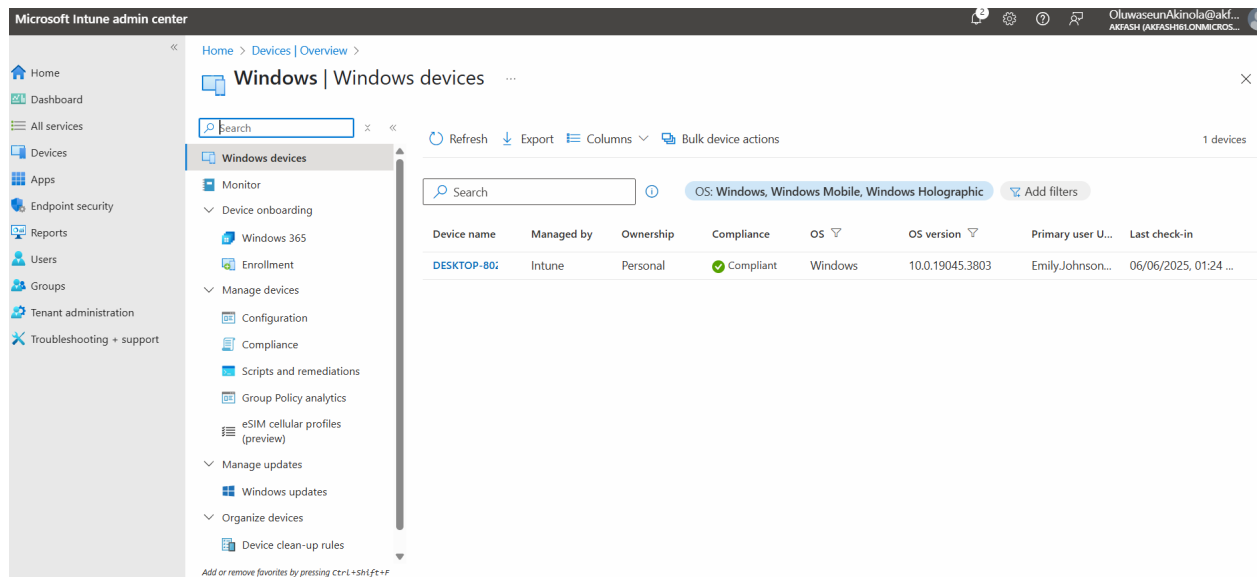 Microsoft Intune admin center
2
OluwaseunAkinola@akf...
AKFASH (AKFASH161.ONMICROS...
Home
Dashboard
All services
Devices
Apps
Endpoint security
Reports
Users
Groups
Tenant administration
Troubleshooting + support
Home > Devices | Overview >
Windows | Windows devices ...
Search
Windows devices
Monitor
Device onboarding
Windows 365
Enrollment
Manage devices
Configuration
Compliance
Scripts and remediations
Group Policy analytics
eSIM cellular profiles
(preview)
Manage updates
Windows updates
Organize devices
Device clean-up rules
Add or remove favorites by pressing Ctrl+Shift+F
Refresh Export Columns Bulk device actions 1 devices
Search OS: Windows, Windows Mobile, Windows Holographic Add filters
Device name Managed by Ownership Compliance OS OS version Primary user U... Last check-in
DESKTOP-802 Intune Personal Compliant Windows 10.0.19045.3803 Emily.Johnson... 06/06/2025, 01:24 ...